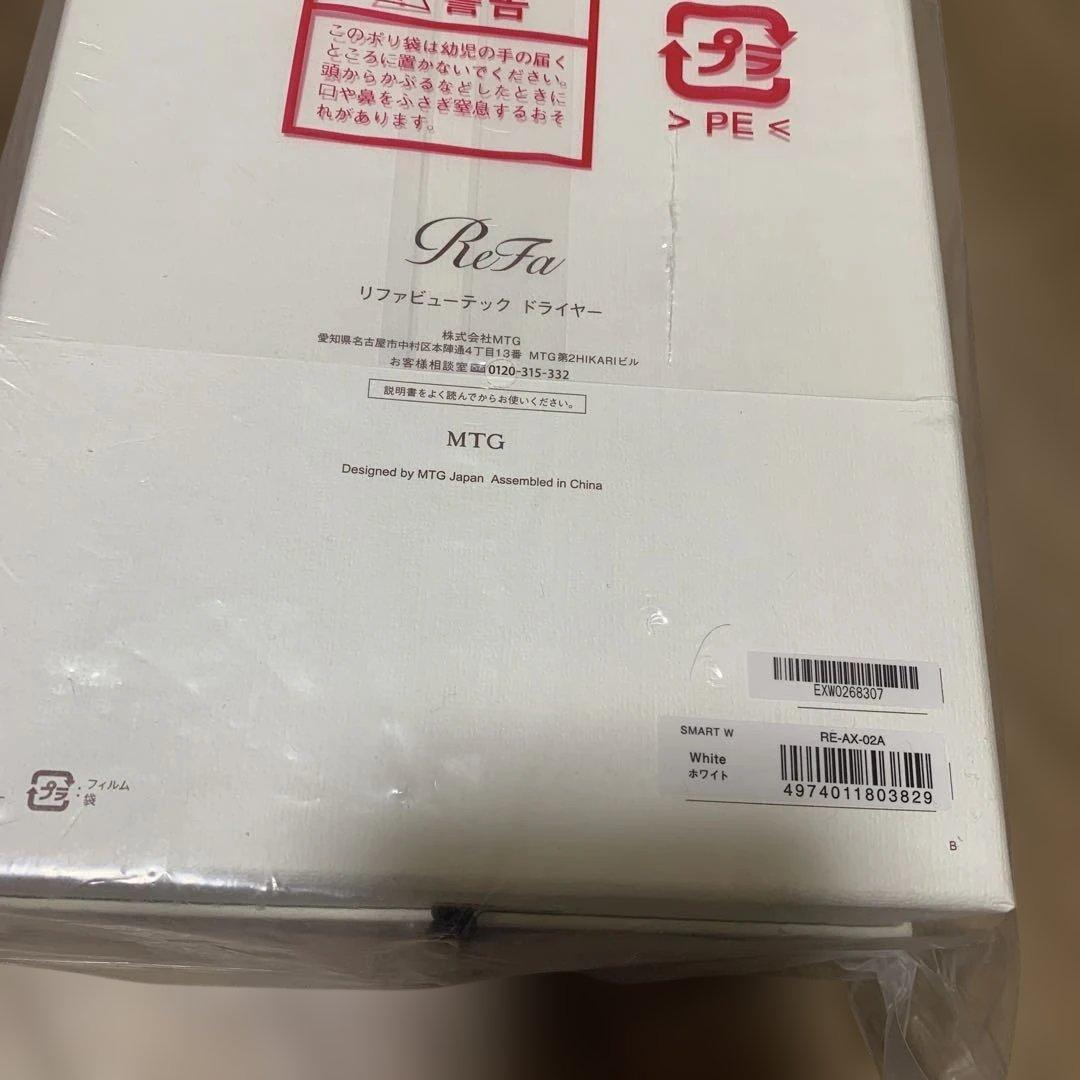 警告
このポリ袋は幼児の手の届く
ところに置かないでください。
頭からかぶるなどしたときに
口や鼻をふさぎ窒息するおそ
れがあります。
プラ
> PE <
ReFa
リファビューテック ドライヤー
株式会社MTG
愛知県名古屋市中村区本陣通4丁目13番 MTG第2HIKARIビル
お客様相談室 0120-315-332
説明書をよく読んでからお使いください。
MTG
Designed by MTG Japan Assembled in China
EXW0268307
SMART W RE-AX-02A
White
ホワイト
4974011803829
プラ : フィルム
袋
B